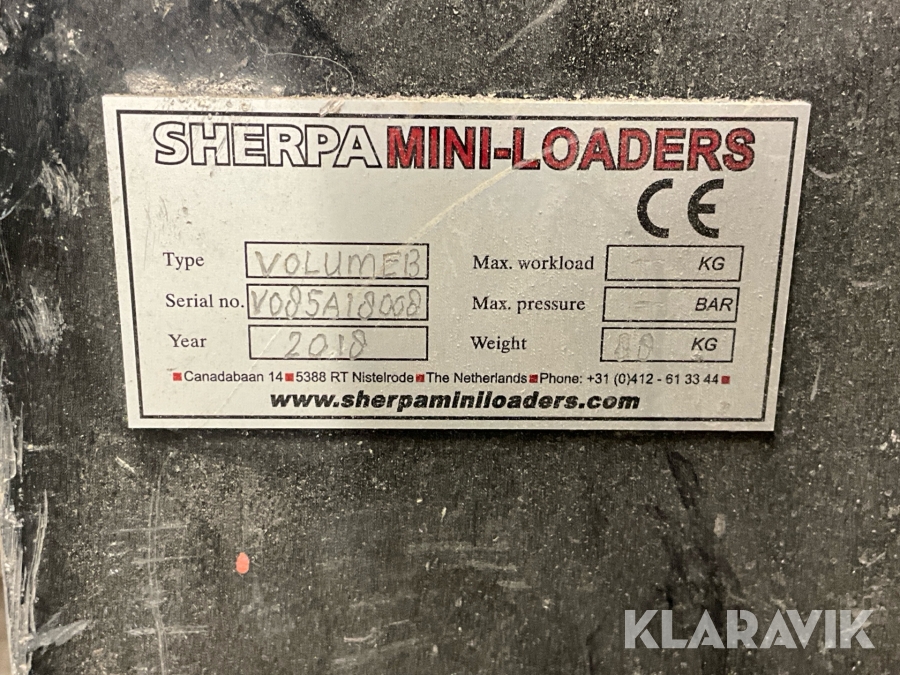 SHERPA MINI-LOADERS
CE
Type VOLUMEB Max. workload - KG
Serial no. V085A18008 Max. pressure - BAR
Year 2018 Weight 88 KG
Canadabaan 14 ■ 5388 RT Nistelrode ■ The Netherlands ■ Phone: +31 (0)412 - 61 33 44
www.sherpaminiloaders.com
KLARAVIK